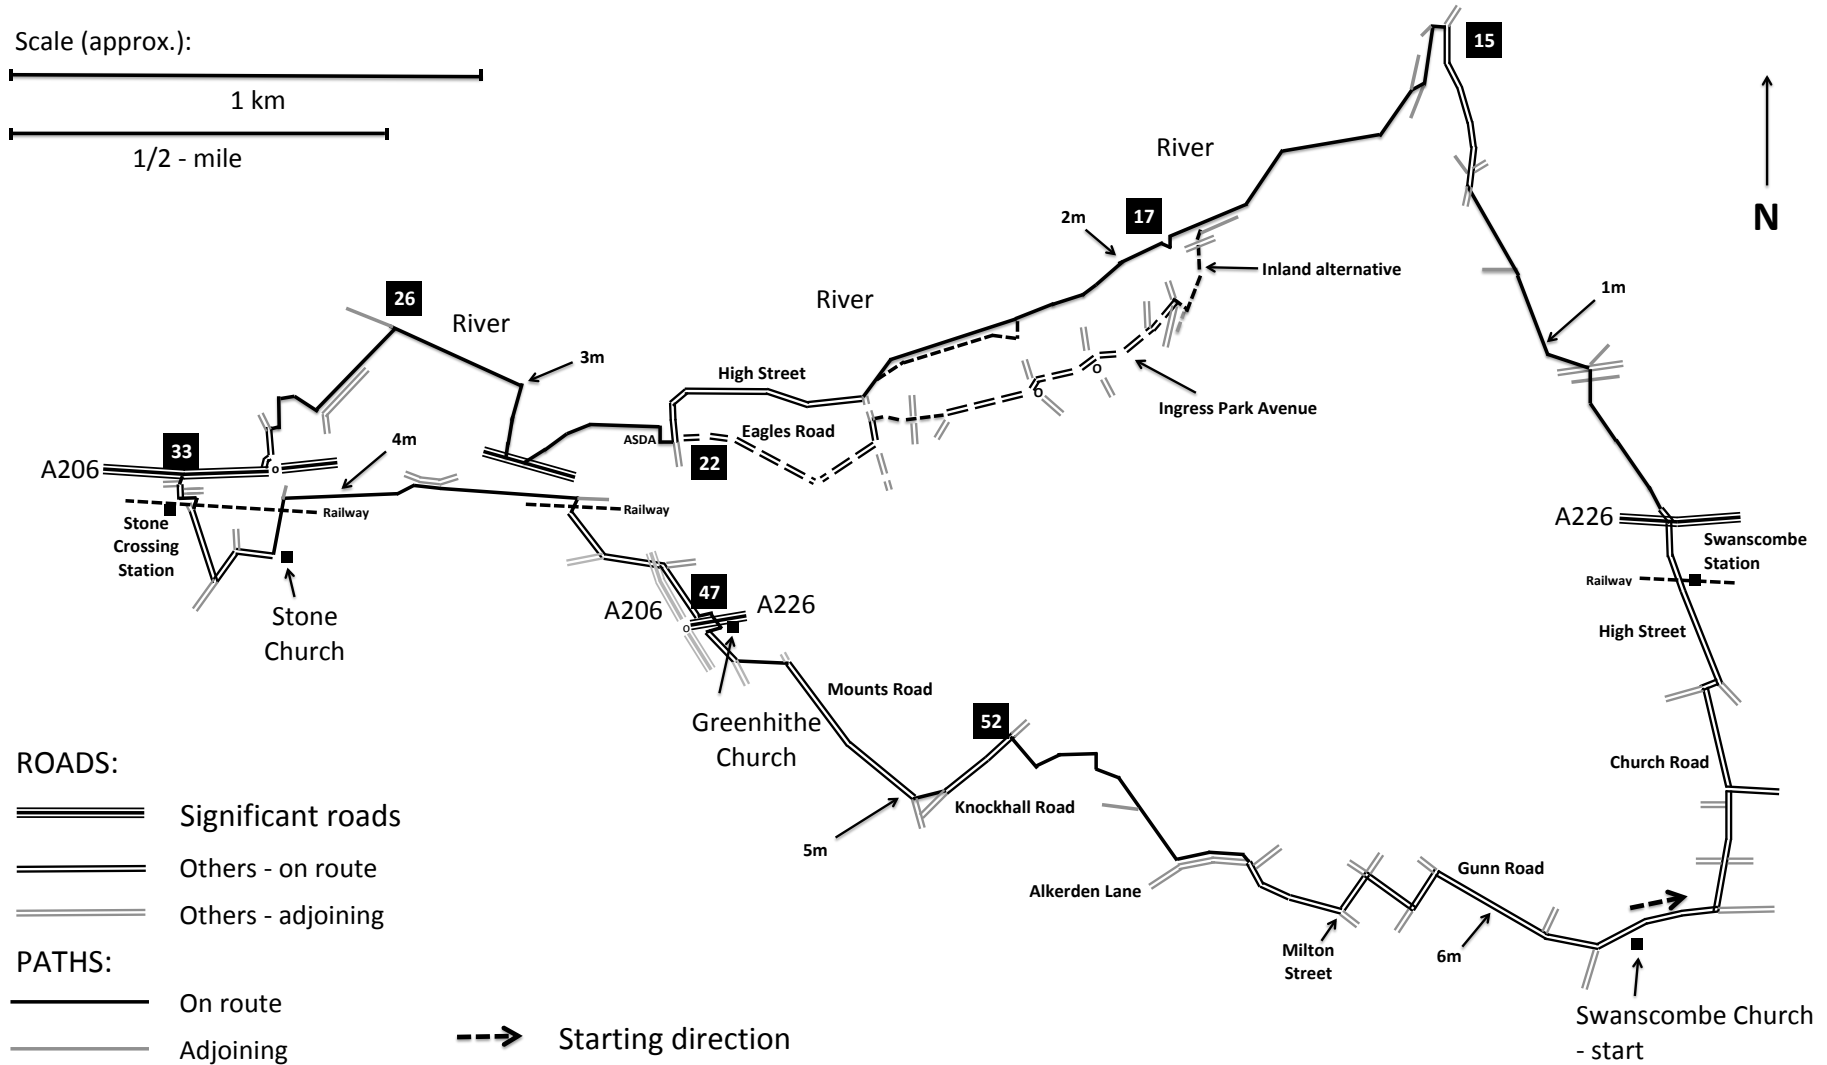 Scale (approx.):
1 km
1/2 - mile
15
River
N
2m
17
Inland alternative
1m
26
River
River
3m
High Street
Ingress Park Avenue
Eagles Road
ASDA
22
33
4m
A206
Railway
Railway
Stone
Crossing
Station
Stone
Church
A226
Swanscombe
Station
Railway
High Street
47
A206
A226
o
o
o
o
Greenhithe
Church
Mounts Road
52
Knockhall Road
5m
Church Road
Alkerden Lane
Milton
Street
Gunn Road
6m
Swanscombe Church
- start
ROADS:
Significant roads
Others - on route
Others - adjoining
PATHS:
On route
Adjoining
Starting direction